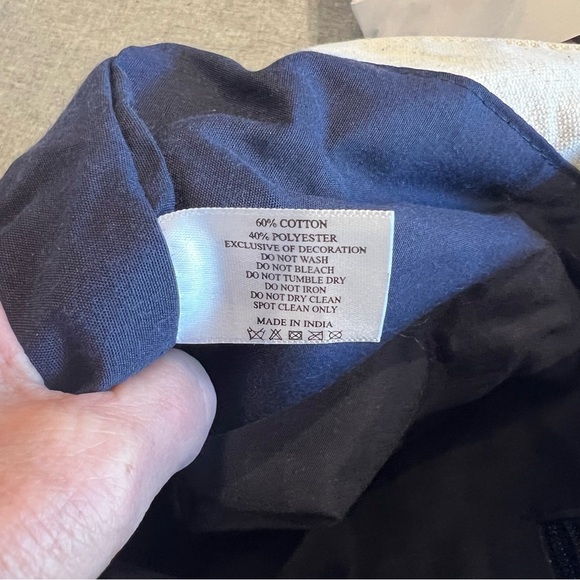 60% COTTON
40% POLYESTER
EXCLUSIVE OF DECORATION
DO NOT WASH
DO NOT BLEACH
DO NOT TUMBLE DRY
DO NOT IRON
DO NOT DRY CLEAN
SPOT CLEAN ONLY
MADE IN INDIA